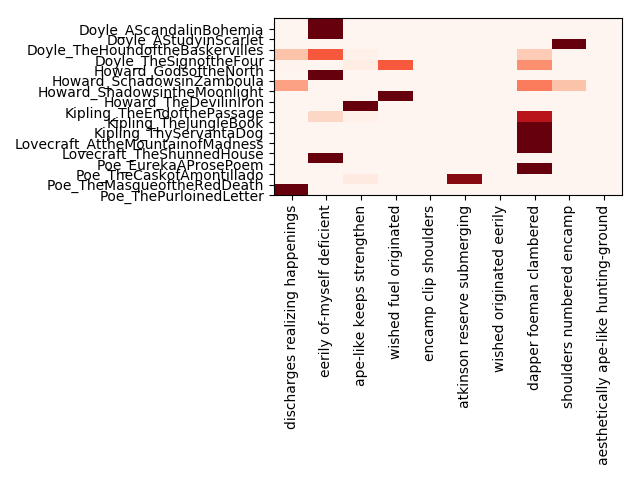 Doyle_AScandalinBohemia
Doyle_AStudyinScarlet
Doyle_TheHoundoftheBaskervilles
Doyle_TheSignoftheFour
Howard_GodsoftheNorth
Howard_SchadowsinZamboula
Howard_ShadowsintheMoonlight
Howard_TheDevilinIron
Kipling_TheEndofthePassage
Kipling_TheJungleBook
Kipling_ThyServantaDog
Lovecraft_AttheMountainofMadness
Lovecraft_TheShunnedHouse
Poe_EurekaAProsePoem
Poe_TheCaskofAmontillado
Poe_TheMasqueoftheRedDeath
Poe_ThePurloinedLetter
discharges realizing happenings
eerily of-myself deficient
ape-like keeps strengthen
wished fuel originated
encamp clip shoulders
atkinson reserve submerging
wished originated eerily
dapper foeman clambered
shoulders numbered encamp
aesthetically ape-like hunting-ground